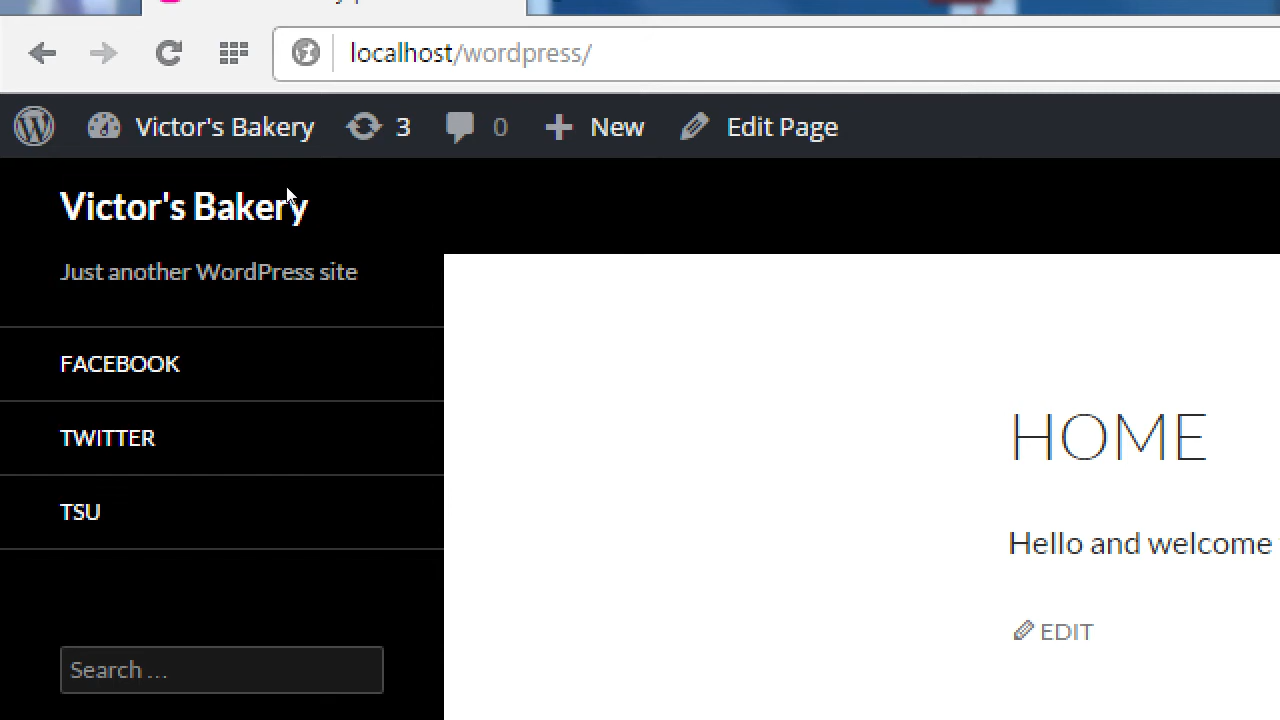 localhost/wordpress/
Victor's Bakery 3 0 New Edit Page
Victor's Bakery
Just another WordPress site
FACEBOOK
TWITTER
TSU
Search ...
HOME
Hello and welcome
EDIT